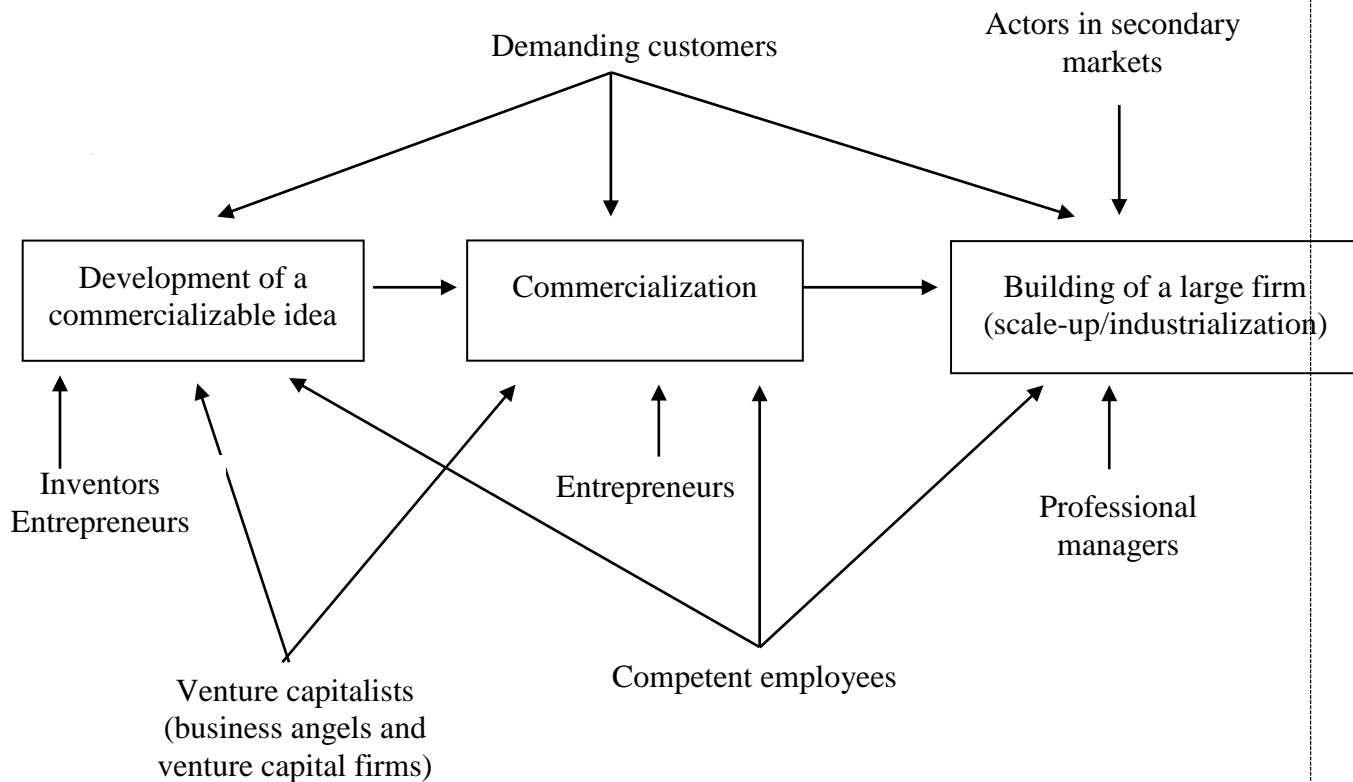 Demanding customers
Actors in secondary
markets
Development of a
commercializable idea
Commercialization
Building of a large firm
(scale-up/industrialization)
Inventors
Entrepreneurs
Entrepreneurs
Professional
managers
Venture capitalists
(business angels and
venture capital firms)
Competent employees